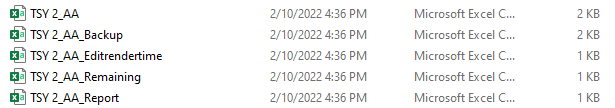 TSY 2_AA 2/10/2022 4:36 PM Microsoft Excel C... 2 KB
TSY 2_AA_Backup 2/10/2022 4:36 PM Microsoft Excel C... 2 KB
TSY 2_AA_Editrendertime 2/10/2022 4:36 PM Microsoft Excel C... 1 KB
TSY 2_AA_Remaining 2/10/2022 4:36 PM Microsoft Excel C... 1 KB
TSY 2_AA_Report 2/10/2022 4:36 PM Microsoft Excel C... 1 KB